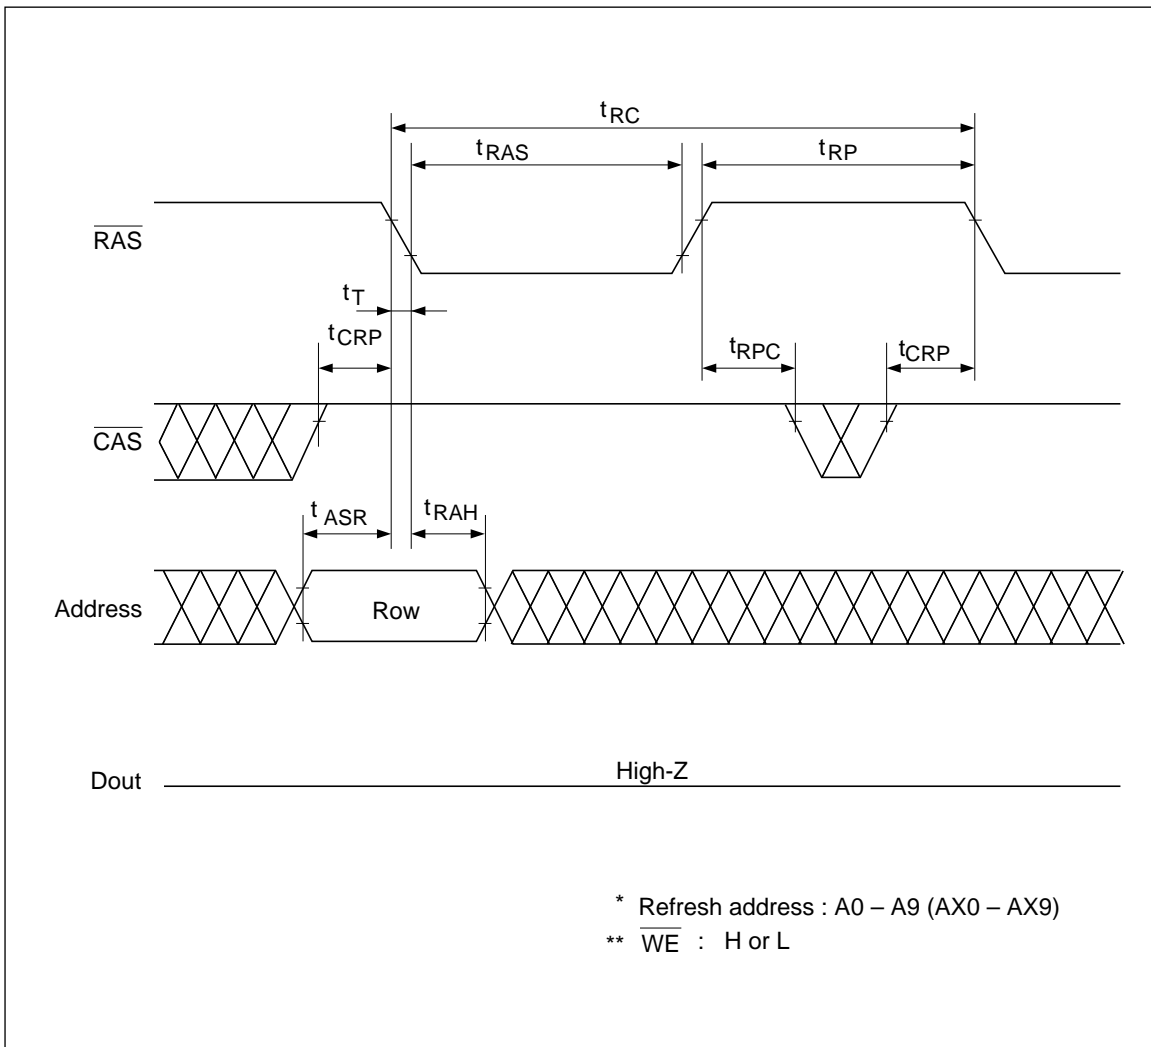 tRC
tRAS
tRP
RAS
tT
tCRP
tRPC
tCRP
CAS
tASR
tRAH
Address
Row
Dout
High-Z
* Refresh address : A0 – A9 (AX0 – AX9)
** WE : H or L